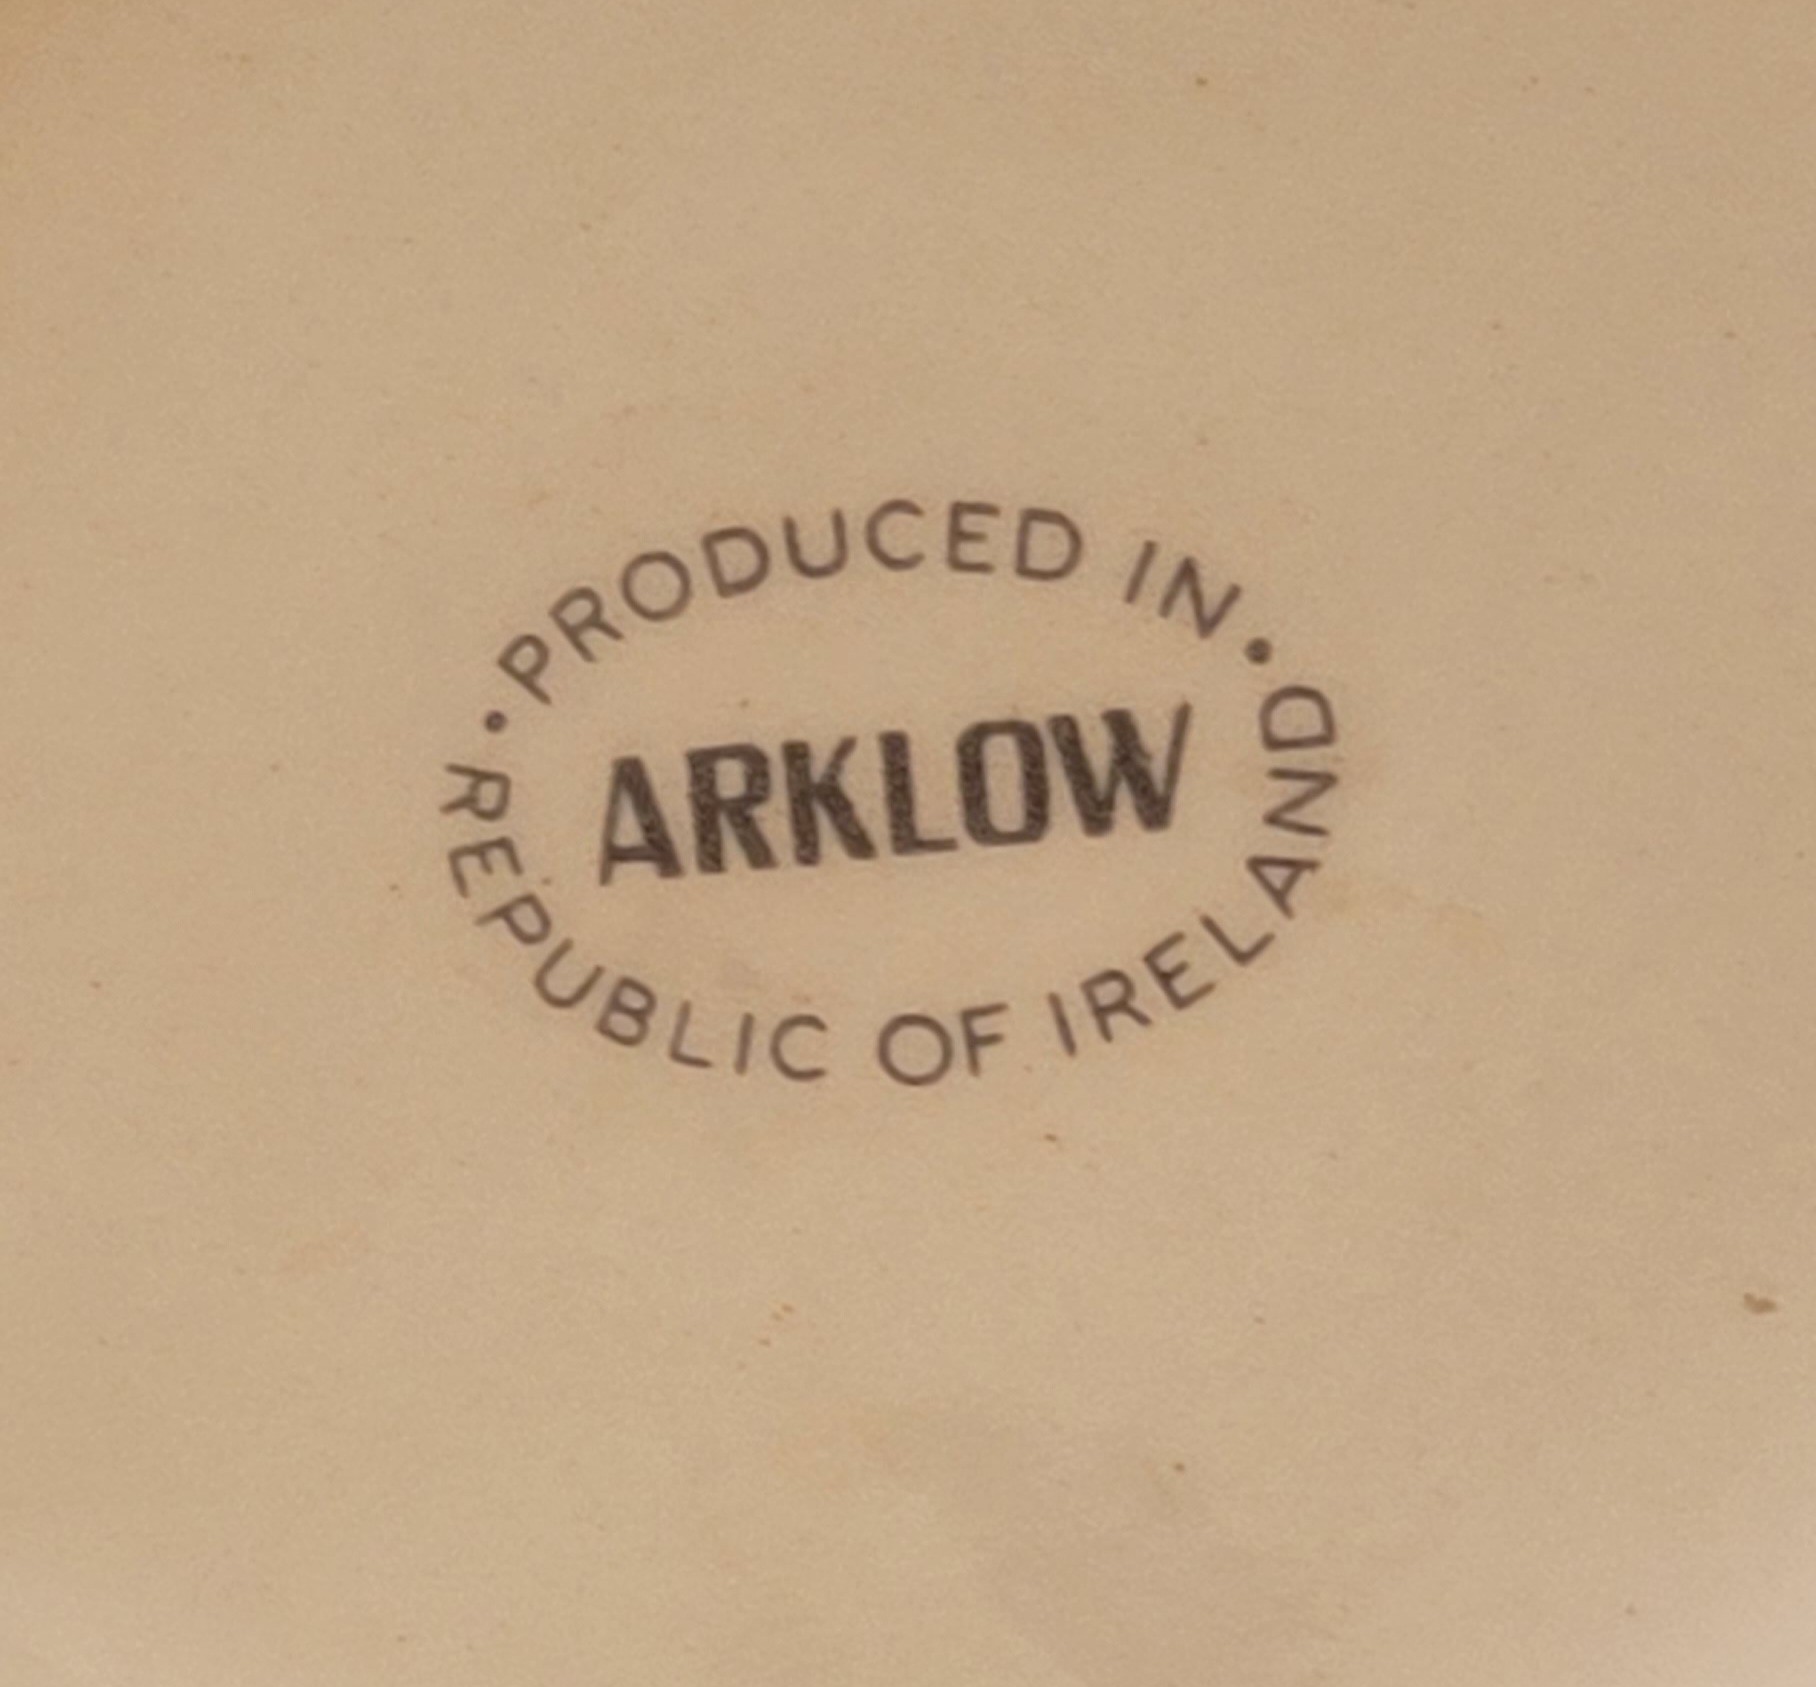 • PRODUCED IN •
ARKLOW
REPUBLIC OF IRELAND